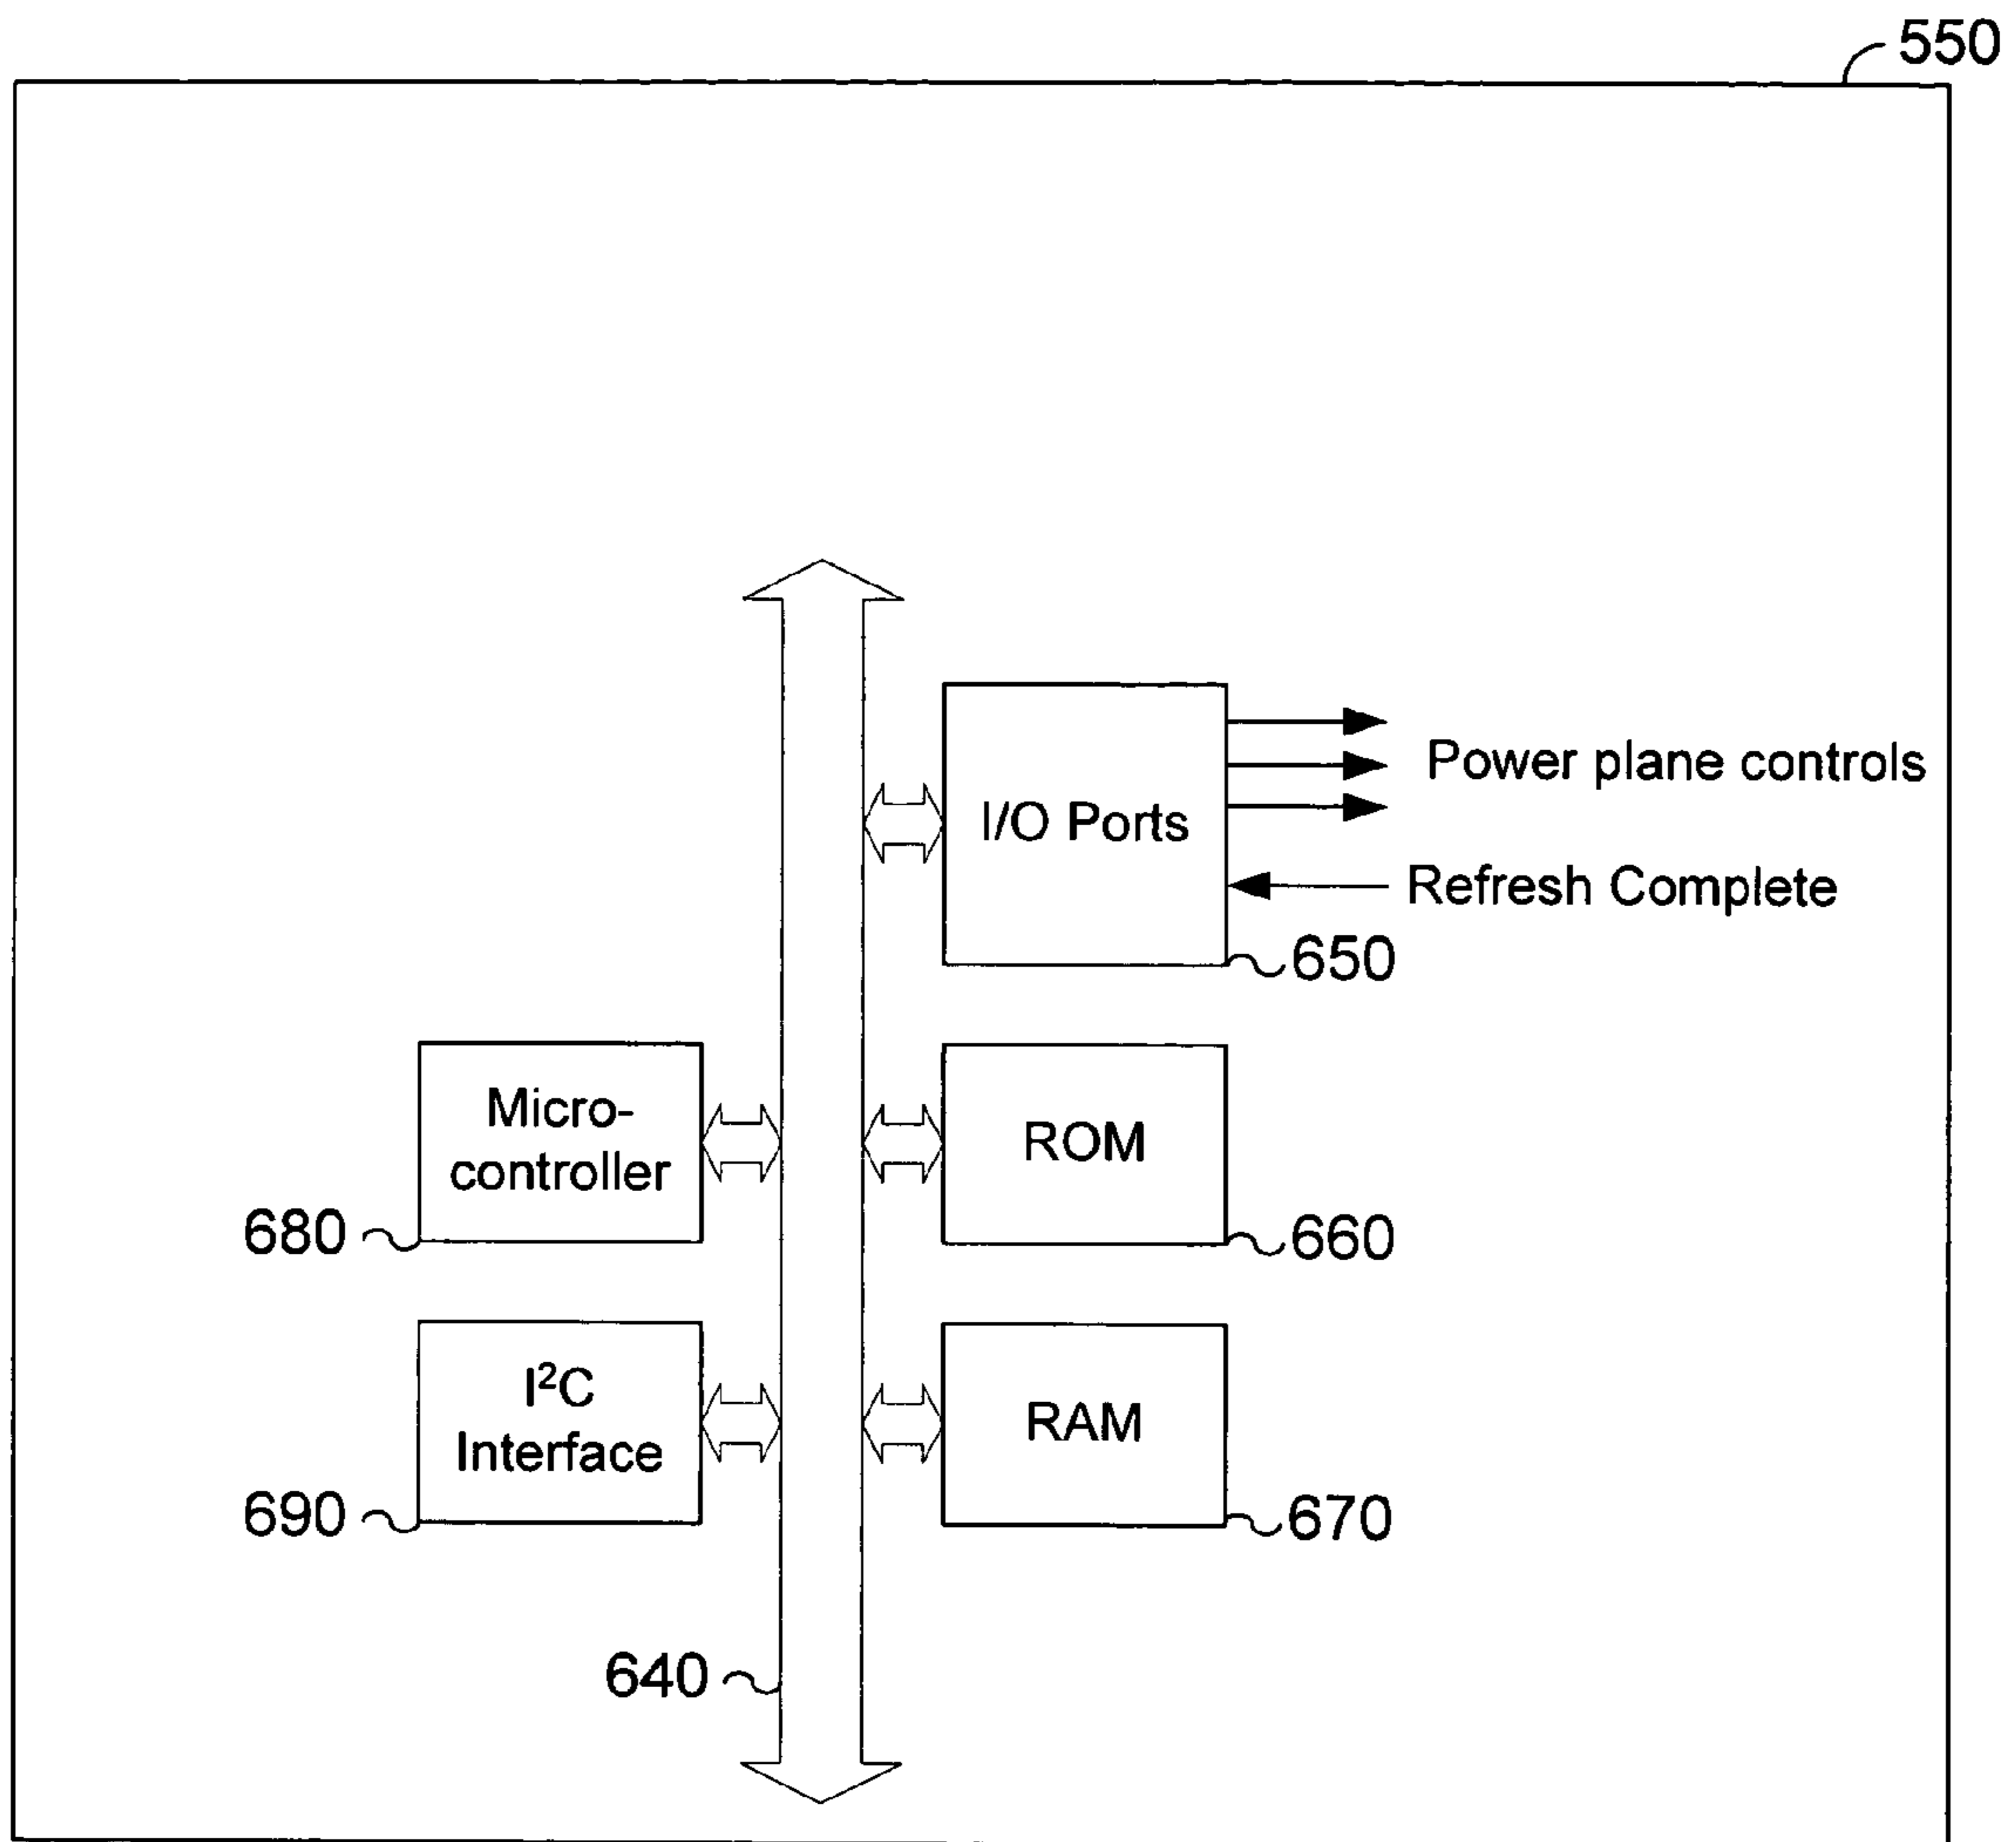 550
Power plane controls
I/O Ports
Refresh Complete
650
Micro-
controller
ROM
680
660
I²C
Interface
RAM
690
670
640